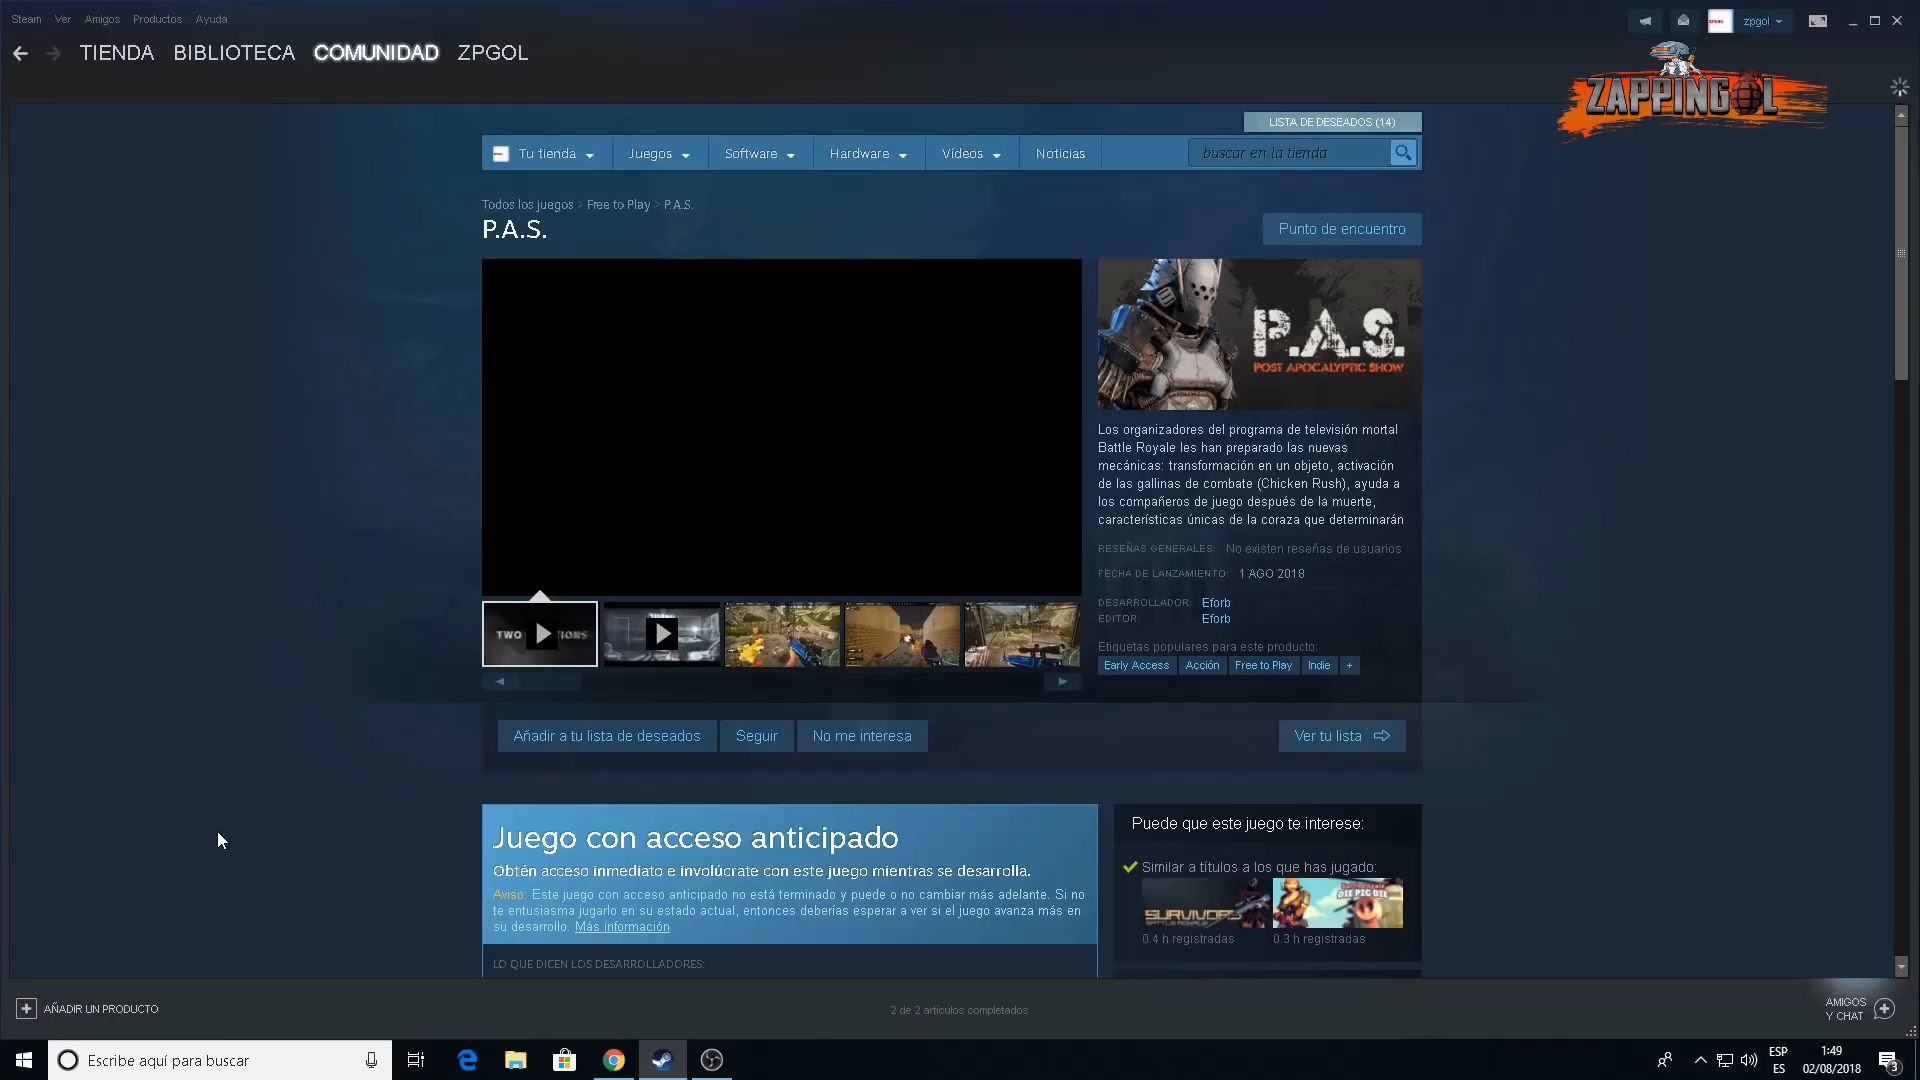 Steam Ver Amigos Productos Ayuda
zpgol
TIENDA BIBLIOTECA COMUNIDAD ZPGOL
ZAPPINGOL
LISTA DE DESEADOS (14)
Tu tienda Juegos Software Hardware Vídeos Noticias buscar en la tienda
Todos los juegos > Free to Play > P.A.S.
P.A.S.
Punto de encuentro
P.A.S.
POST APOCALYPTIC SHOW
Los organizadores del programa de televisión mortal
Battle Royale les han preparado las nuevas
mecánicas: transformación en un objeto, activación
de las gallinas de combate (Chicken Rush), ayuda a
los compañeros de juego después de la muerte,
características únicas de la coraza que determinarán
RESEÑAS GENERALES: No existen reseñas de usuarios
FECHA DE LANZAMIENTO: 1 AGO 2018
DESARROLLADOR: Eforb
EDITOR: Eforb
Etiquetas populares para este producto:
Early Access Acción Free to Play Indie +
TWO
Añadir a tu lista de deseados Seguir No me interesa Ver tu lista
Juego con acceso anticipado
Obtén acceso inmediato e involúcrate con este juego mientras se desarrolla.
Aviso: Este juego con acceso anticipado no está terminado y puede o no cambiar más adelante. Si no
te entusiasma jugarlo en su estado actual, entonces deberías esperar a ver si el juego avanza más en
su desarrollo. Más información
LO QUE DICEN LOS DESARROLLADORES:
Puede que este juego te interese:
Similar a títulos a los que has jugado:
SURVIVORS
DIE PIG DIE
0.4 h registradas 0.3 h registradas
AÑADIR UN PRODUCTO
2 de 2 artículos completados
AMIGOS
Y CHAT
Escribe aquí para buscar
ESP
ES
1:49
02/08/2018
3